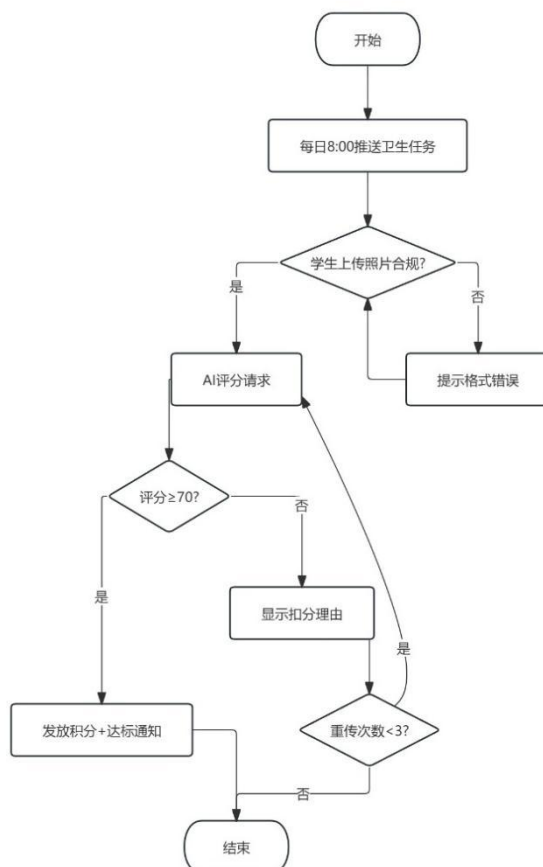 开始
每日8:00推送卫生任务
学生上传照片合规?
是
否
AI评分请求
提示格式错误
评分≥70?
否
是
显示扣分理由
是
发放积分+达标通知
重传次数<3?
否
结束